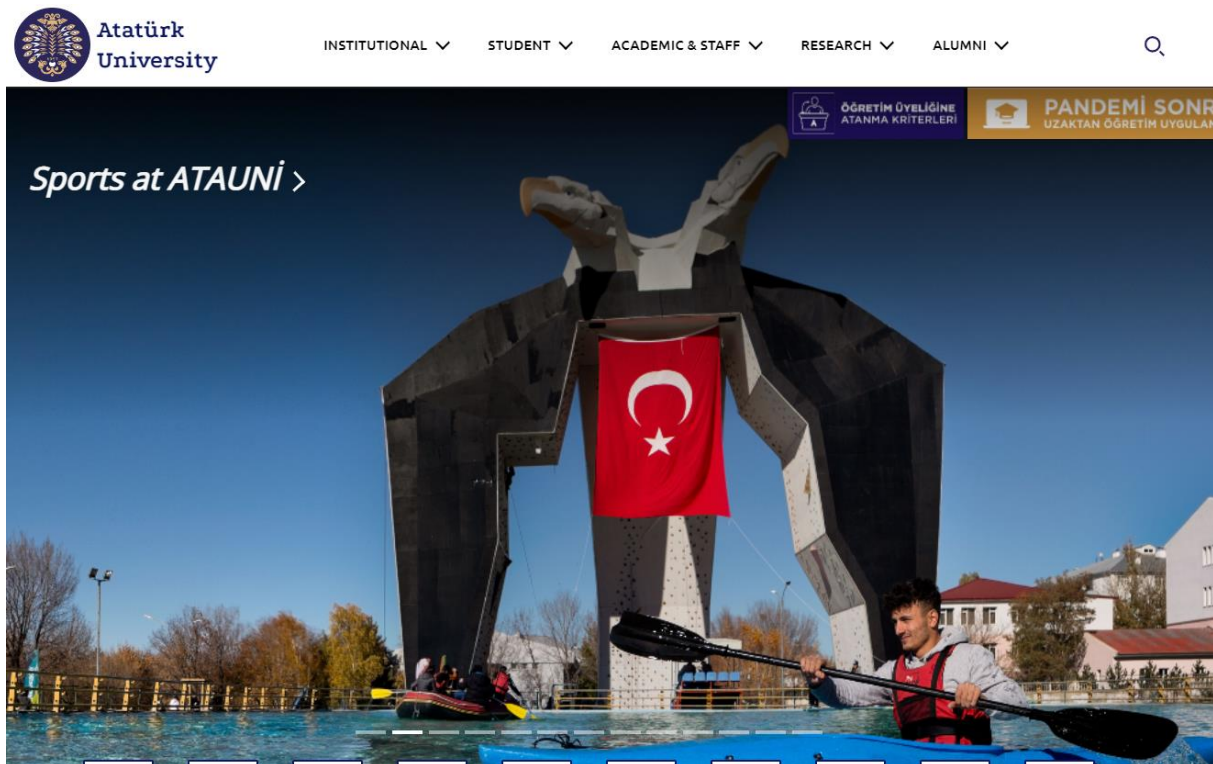 Atatürk
University
INSTITUTIONAL
STUDENT
ACADEMIC & STAFF
RESEARCH
ALUMNI
ÖĞRETİM ÜYELİĞİNE
ATANMA KRİTERLERİ
PANDEMİ SONR
UZAKTAN ÖĞRETİM UYGULAM
Sports at ATAUNİ >